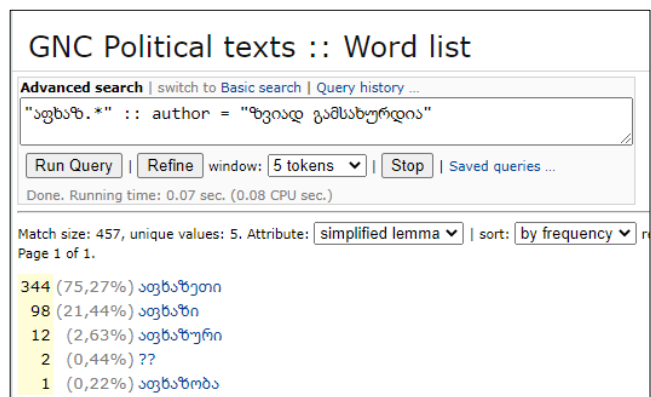 GNC Political texts :: Word list
Advanced search | switch to Basic search | Query history ...
"აფხაზ.*" :: author = "ზვიად გამსახურდია"
Run Query | Refine window: 5 tokens | Stop | Saved queries ...
Done. Running time: 0.07 sec. (0.08 CPU sec.)
Match size: 457, unique values: 5. Attribute: simplified lemma | sort: by frequency r
Page 1 of 1.
344 (75,27%) აფხაზეთი
98 (21,44%) აფხაზი
12 (2,63%) აფხაზური
2 (0,44%) ??
1 (0,22%) აფხაზობა